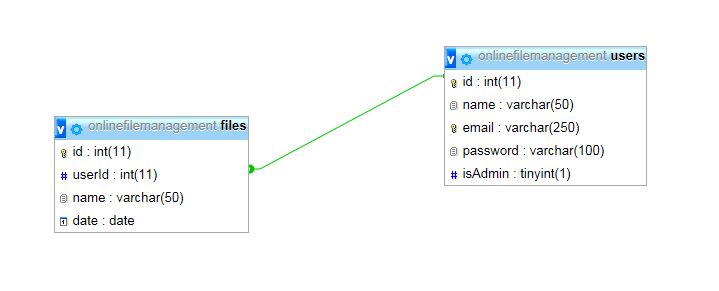 onlinefilemanagement users
id : int(11)
name : varchar(50)
email : varchar(250)
password : varchar(100)
# isAdmin : tinyint(1)
v onlinefilemanagement files
id : int(11)
# userId : int(11)
name : varchar(50)
date : date